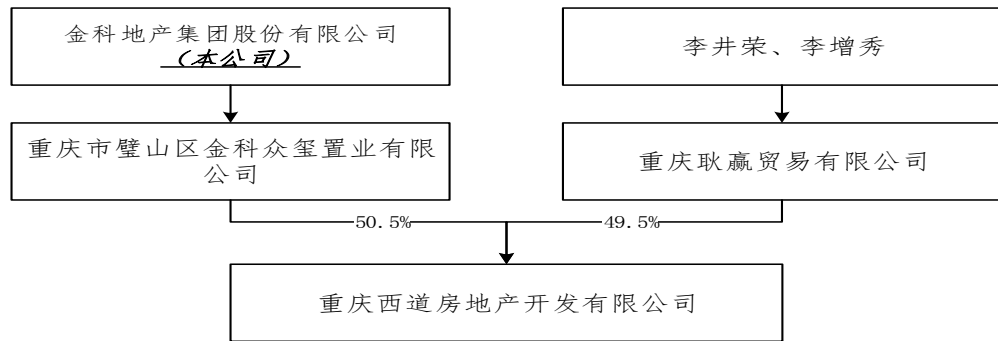 金科地产集团股份有限公司
（本公司）
李井荣、李增秀
重庆市璧山区金科众玺置业有限
公司
重庆耿赢贸易有限公司
50.5%
49.5%
重庆西道房地产开发有限公司